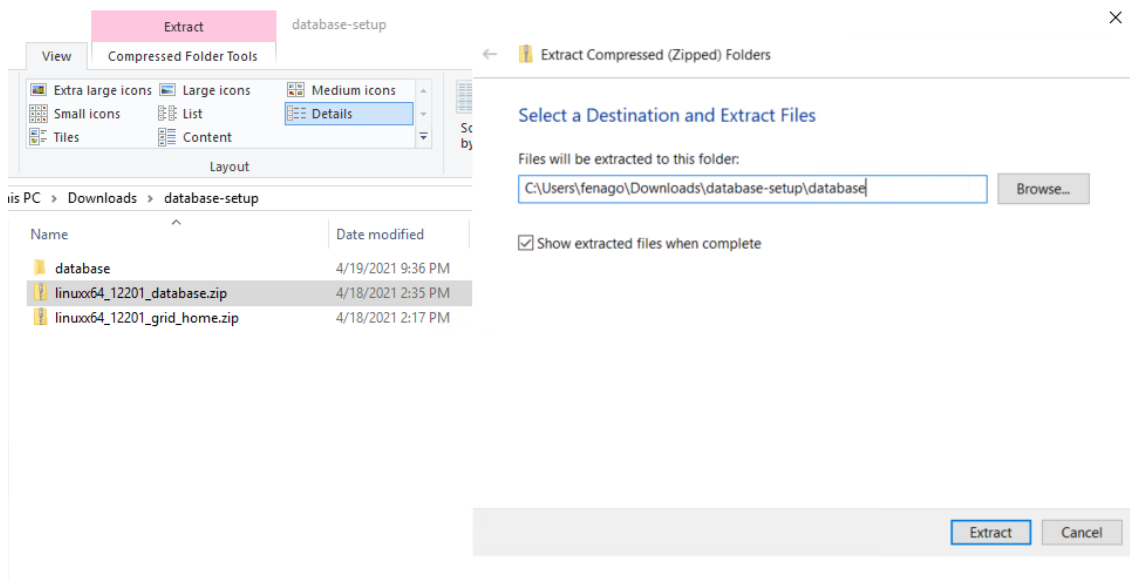 Extract
database-setup
View
Compressed Folder Tools
Extra large icons
Large icons
Medium icons
Small icons
List
Details
Tiles
Content
Layout
Downloads
database-setup
Name
Date modified
database
4/19/2021 9:36 PM
linuxx64_12201_database.zip
4/18/2021 2:35 PM
linuxx64_12201_grid_home.zip
4/18/2021 2:17 PM
Extract Compressed (Zipped) Folders
Select a Destination and Extract Files
Files will be extracted to this folder:
C:\Users\fenago\Downloads\database-setup\database
Browse...
Show extracted files when complete
Extract
Cancel